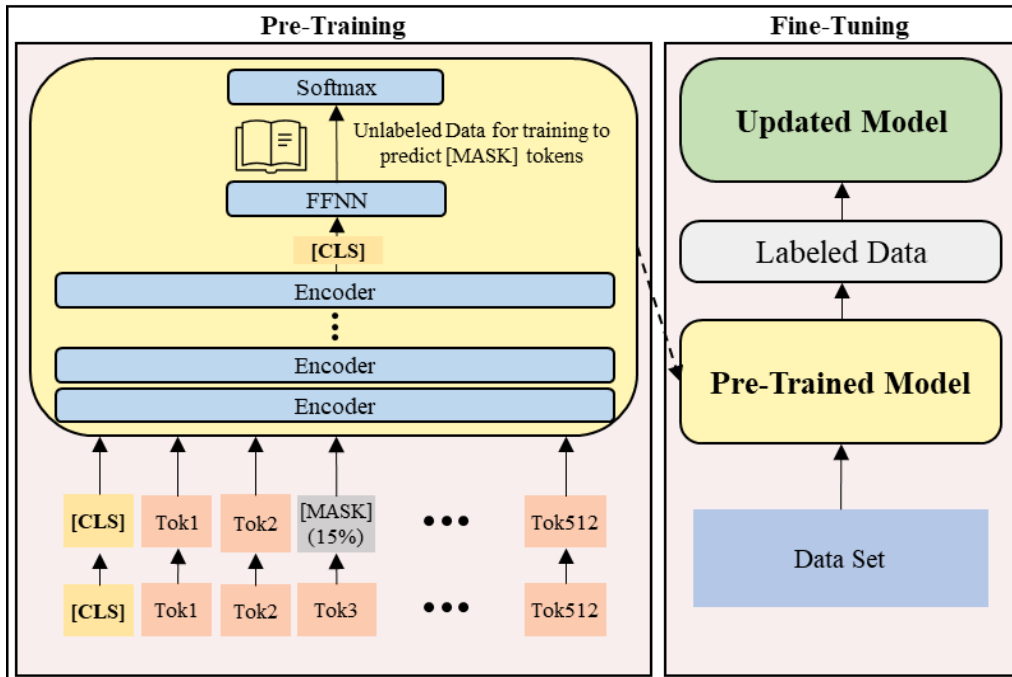 Pre-Training
Softmax
Unlabeled Data for training to
predict [MASK] tokens
FFNN
[CLS]
Encoder
Encoder
Encoder
[CLS] Tok1 Tok2 [MASK] (15%) Tok512
[CLS] Tok1 Tok2 Tok3 Tok512
Fine-Tuning
Updated Model
Labeled Data
Pre-Trained Model
Data Set